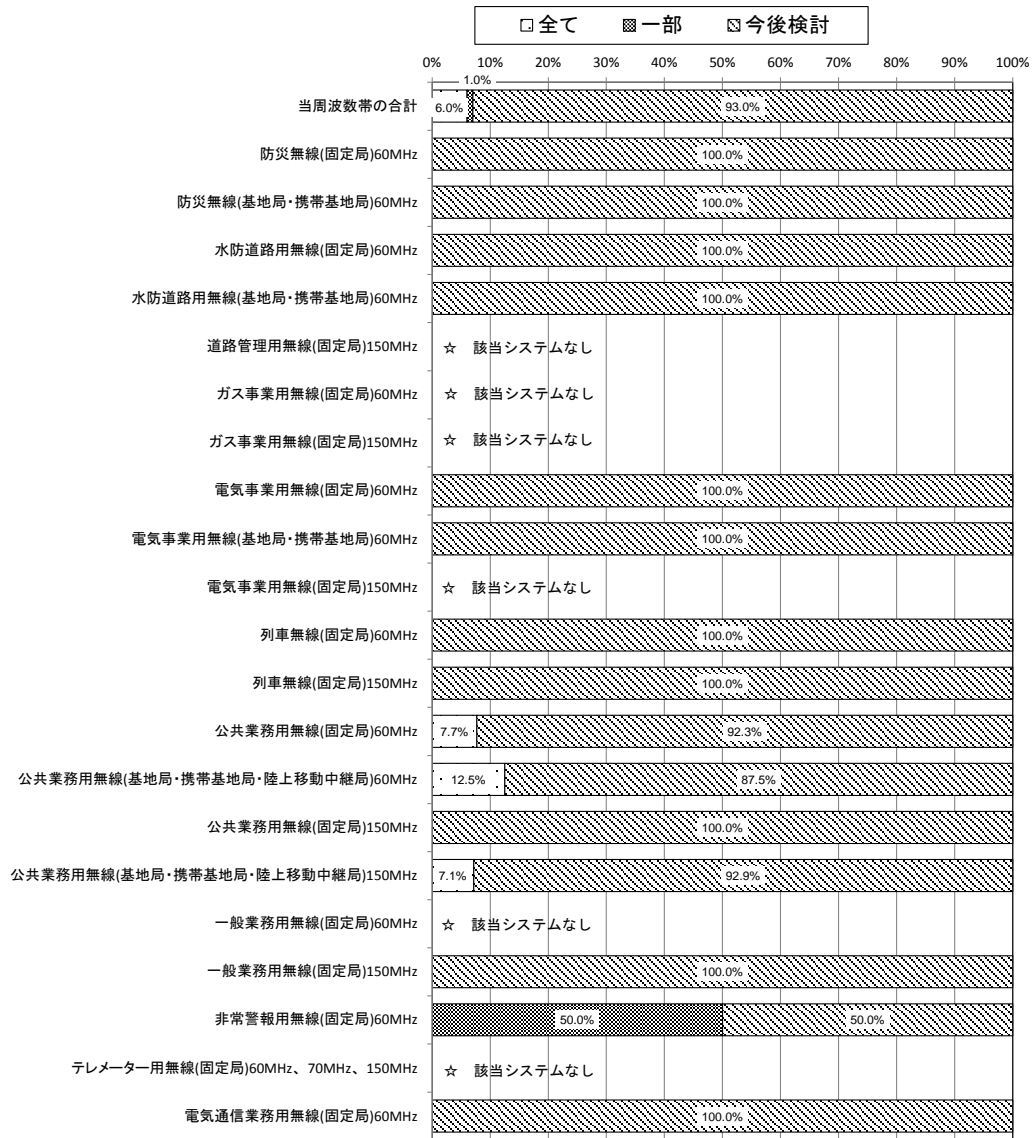 全て 一部 今後検討
0% 10% 20% 30% 40% 50% 60% 70% 80% 90% 100%
1.0%
当周波数帯の合計 6.0% 93.0%
防災無線(固定局)60MHz 100.0%
防災無線(基地局・携帯基地局)60MHz 100.0%
水防道路用無線(固定局)60MHz 100.0%
水防道路用無線(基地局・携帯基地局)60MHz 100.0%
道路管理用無線(固定局)150MHz ☆ 該当システムなし
ガス事業用無線(固定局)60MHz ☆ 該当システムなし
ガス事業用無線(固定局)150MHz ☆ 該当システムなし
電気事業用無線(固定局)60MHz 100.0%
電気事業用無線(基地局・携帯基地局)60MHz 100.0%
電気事業用無線(固定局)150MHz ☆ 該当システムなし
列車無線(固定局)60MHz 100.0%
列車無線(固定局)150MHz 100.0%
公共業務用無線(固定局)60MHz 7.7% 92.3%
公共業務用無線(基地局・携帯基地局・陸上移動中継局)60MHz 12.5% 87.5%
公共業務用無線(固定局)150MHz 100.0%
公共業務用無線(基地局・携帯基地局・陸上移動中継局)150MHz 7.1% 92.9%
一般業務用無線(固定局)60MHz ☆ 該当システムなし
一般業務用無線(固定局)150MHz 100.0%
非常警報用無線(固定局)60MHz 50.0% 50.0%
テレメーター用無線(固定局)60MHz、70MHz、150MHz ☆ 該当システムなし
電気通信業務用無線(固定局)60MHz 100.0%